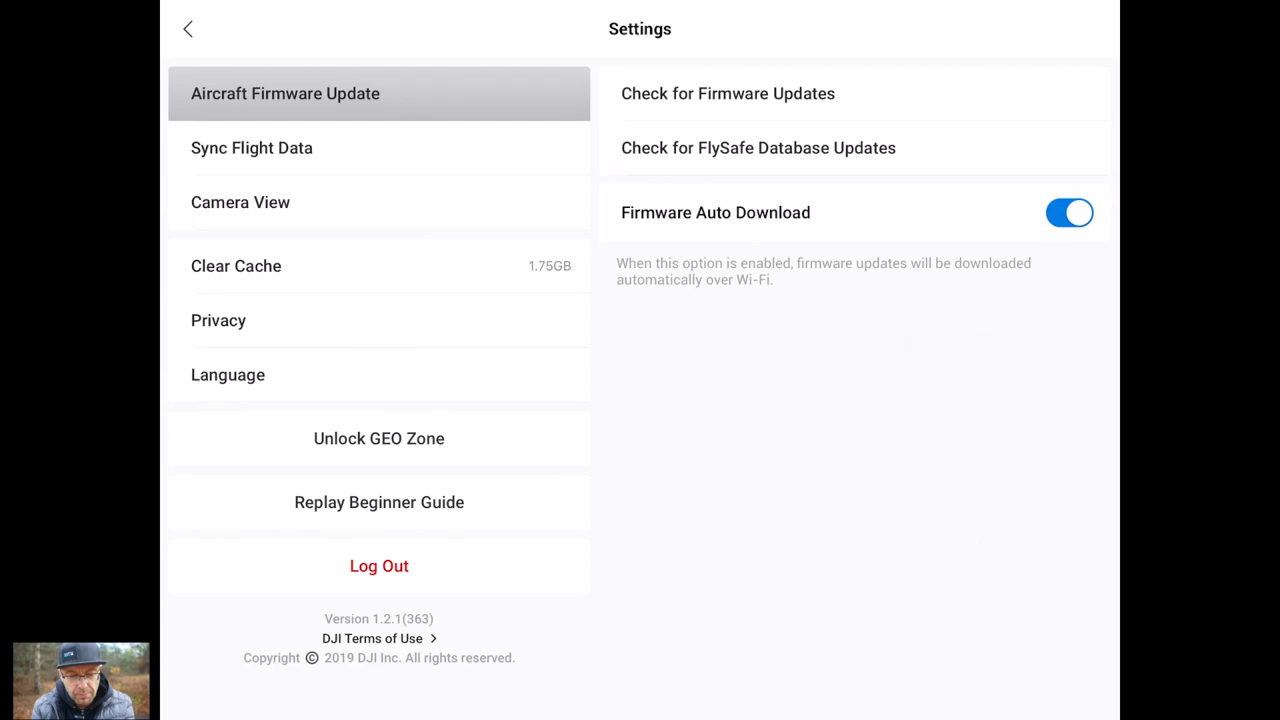 Settings
Aircraft Firmware Update
Sync Flight Data
Camera View
Clear Cache 1.75GB
Privacy
Language
Unlock GEO Zone
Replay Beginner Guide
Log Out
Version 1.2.1(363)
DJI Terms of Use >
Copyright © 2019 DJI Inc. All rights reserved.
Check for Firmware Updates
Check for FlySafe Database Updates
Firmware Auto Download
When this option is enabled, firmware updates will be downloaded
automatically over Wi-Fi.